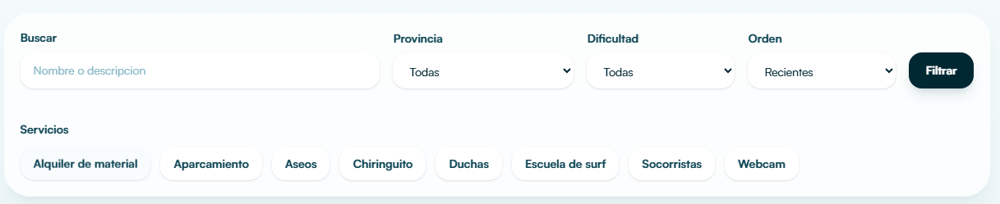 Buscar Provincia Dificultad Orden
Nombre o descripcion Todas Todas Recientes Filtrar
Servicios
Alquiler de material Aparcamiento Aseos Chiringuito Duchas Escuela de surf Socorristas Webcam